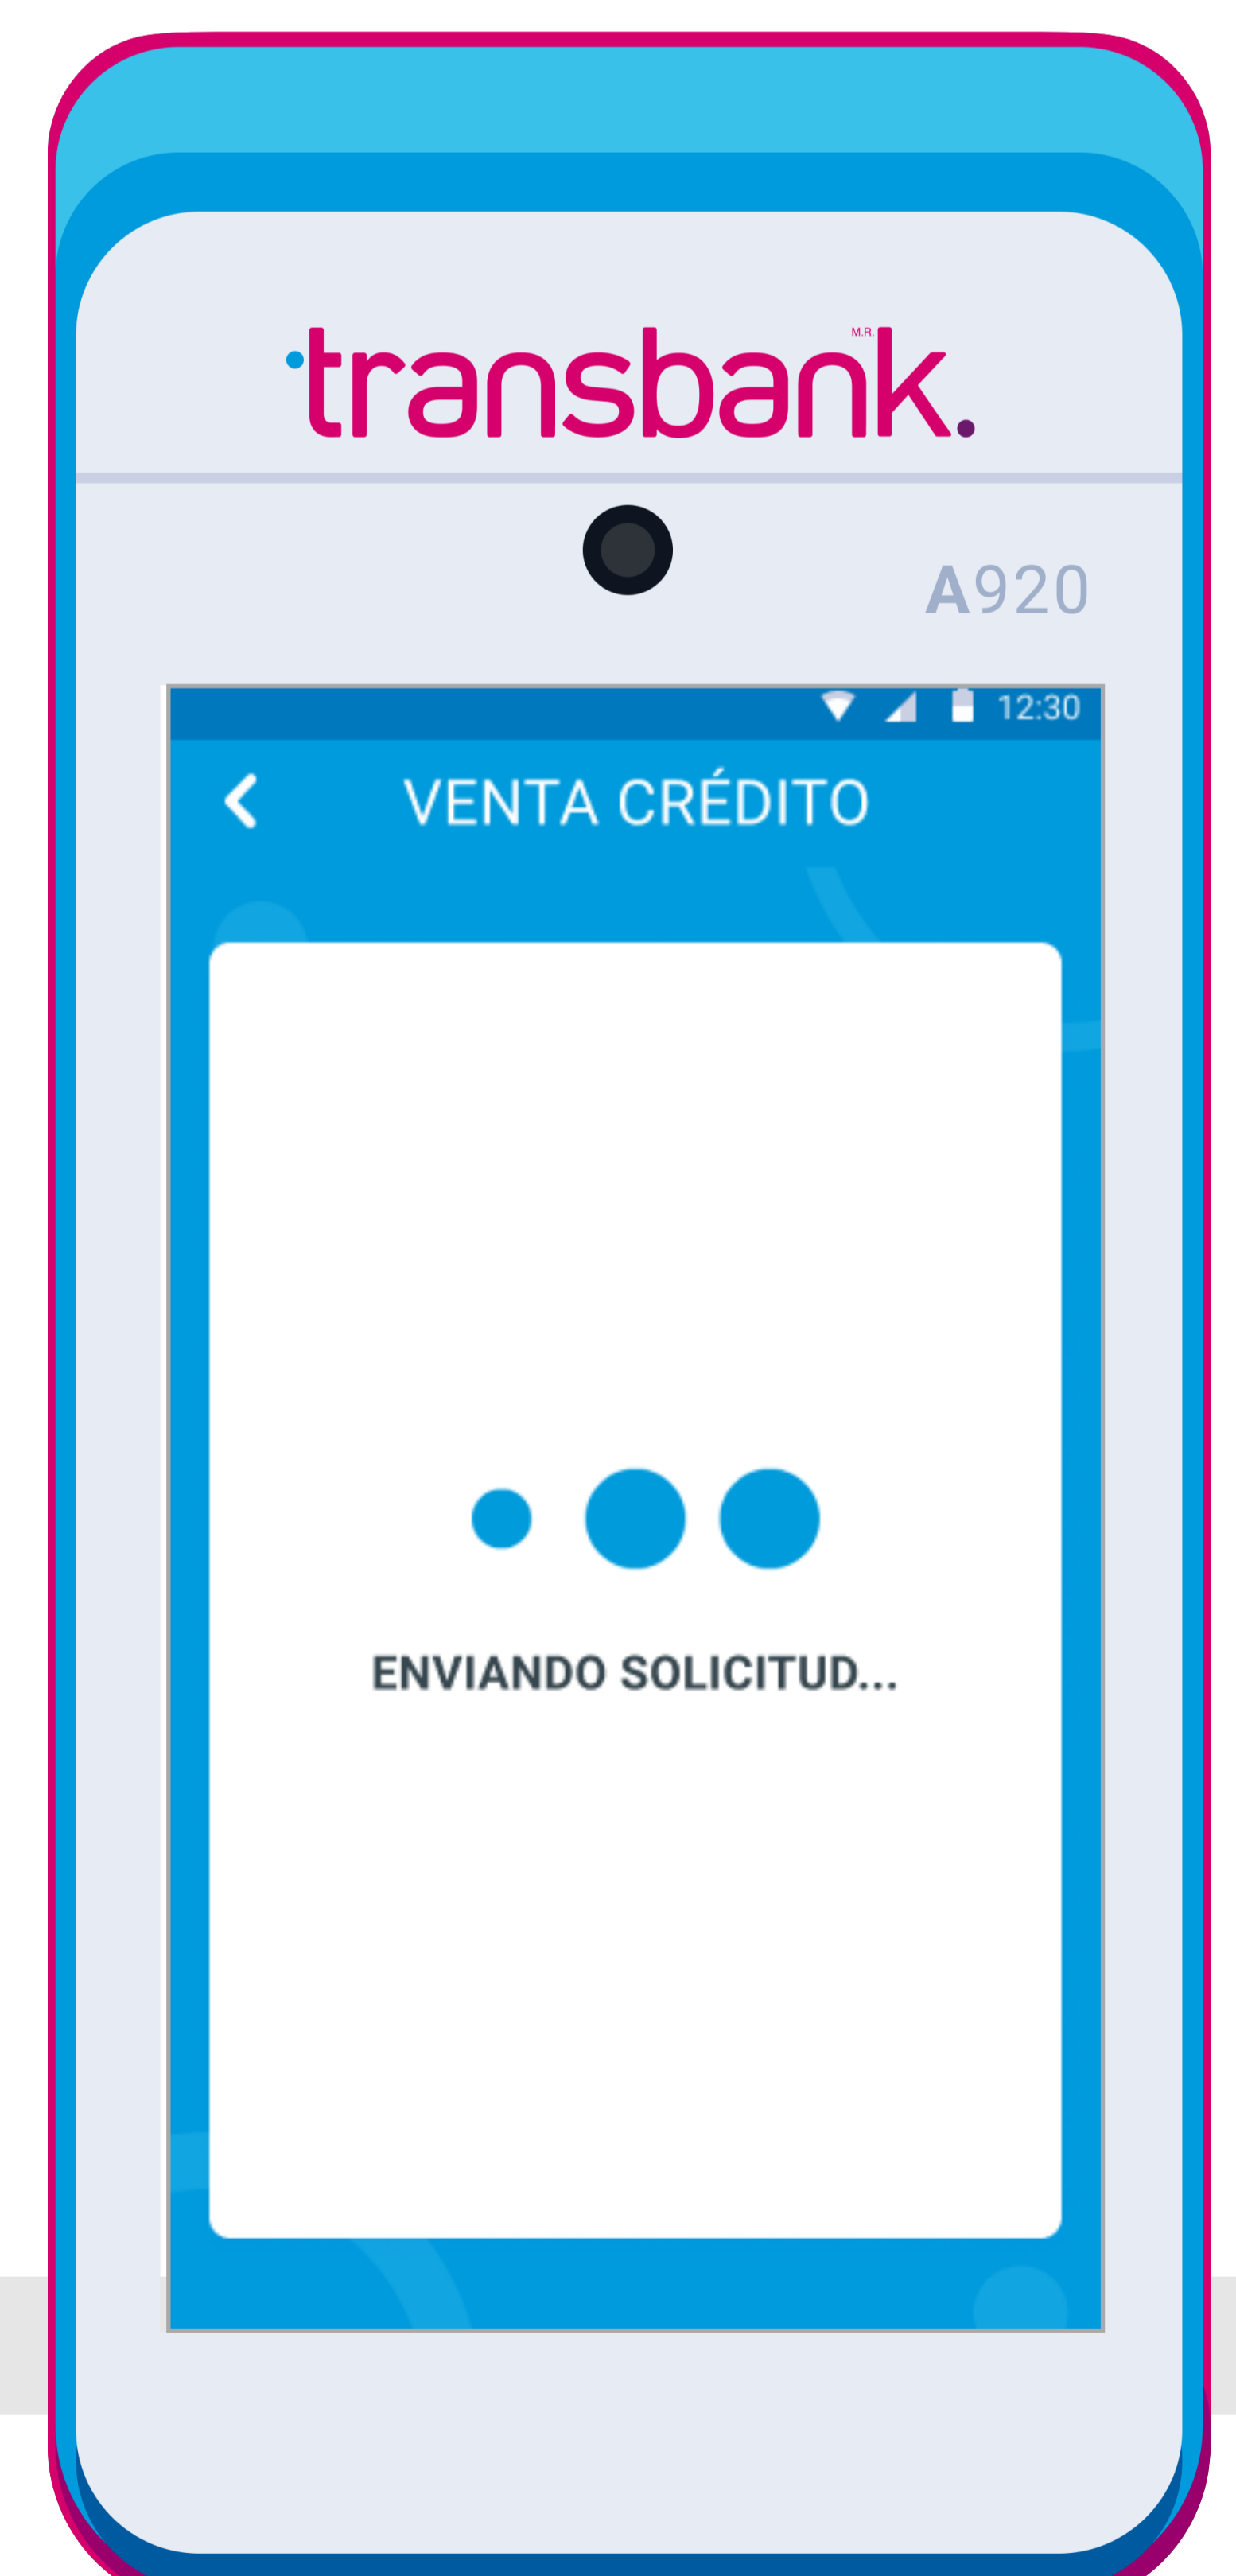 transbank.
M.R.
A920
12:30
VENTA CRÉDITO
ENVIANDO SOLICITUD...